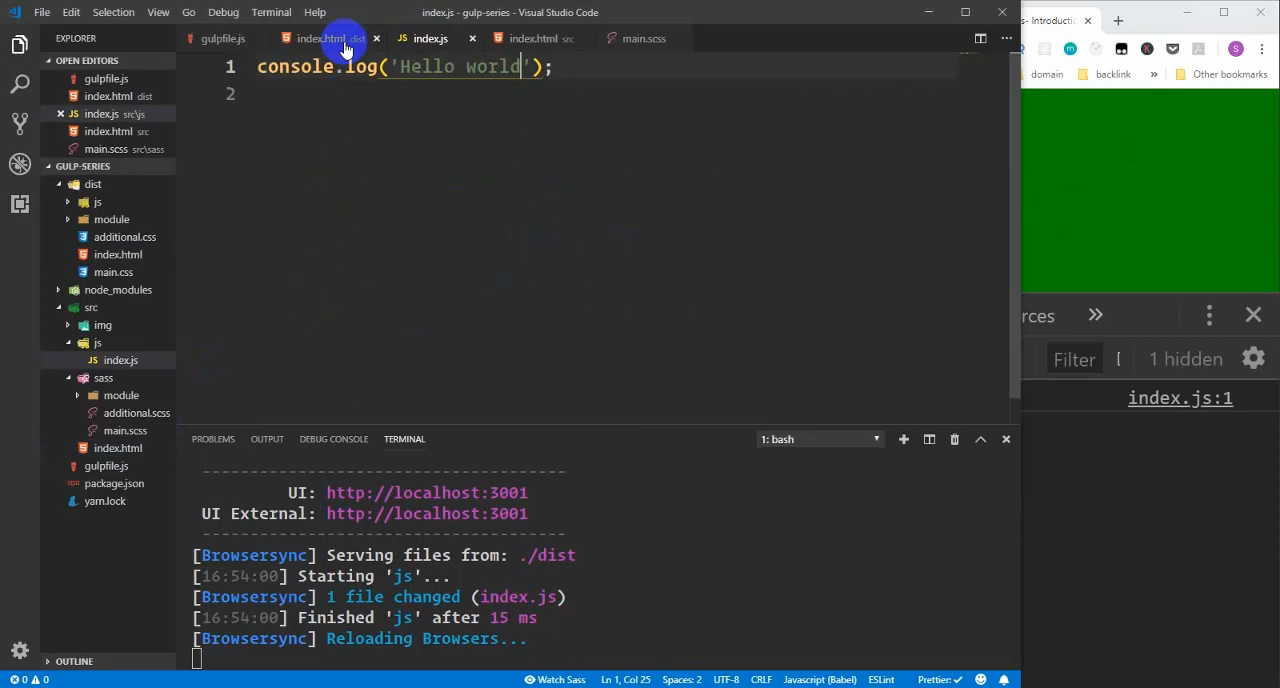 File Edit Selection View Go Debug Terminal Help
index.js - gulp-series - Visual Studio Code
EXPLORER
OPEN EDITORS
gulpfile.js
index.html dist
index.js src\js
index.html src
main.scss src\sass
GULP-SERIES
dist
js
module
additional.css
index.html
main.css
node_modules
src
img
js
index.js
sass
module
additional.scss
main.scss
index.html
gulpfile.js
package.json
yarn.lock
OUTLINE
gulpfile.js index.html dist index.js index.html src main.scss
1 console.log('Hello world');
2
PROBLEMS OUTPUT DEBUG CONSOLE TERMINAL 1: bash
-------------------------------------
UI: http://localhost:3001
UI External: http://localhost:3001
-------------------------------------
[Browsersync] Serving files from: ./dist
[16:54:00] Starting 'js'...
[Browsersync] 1 file changed (index.js)
[16:54:00] Finished 'js' after 15 ms
[Browsersync] Reloading Browsers...
0 0 Watch Sass Ln 1, Col 25 Spaces: 2 UTF-8 CRLF Javascript (Babel) ESLint Prettier: ✓
s- Introductio
S
domain backlink » Other bookmarks
rces »
Filter 1 hidden
index.js:1